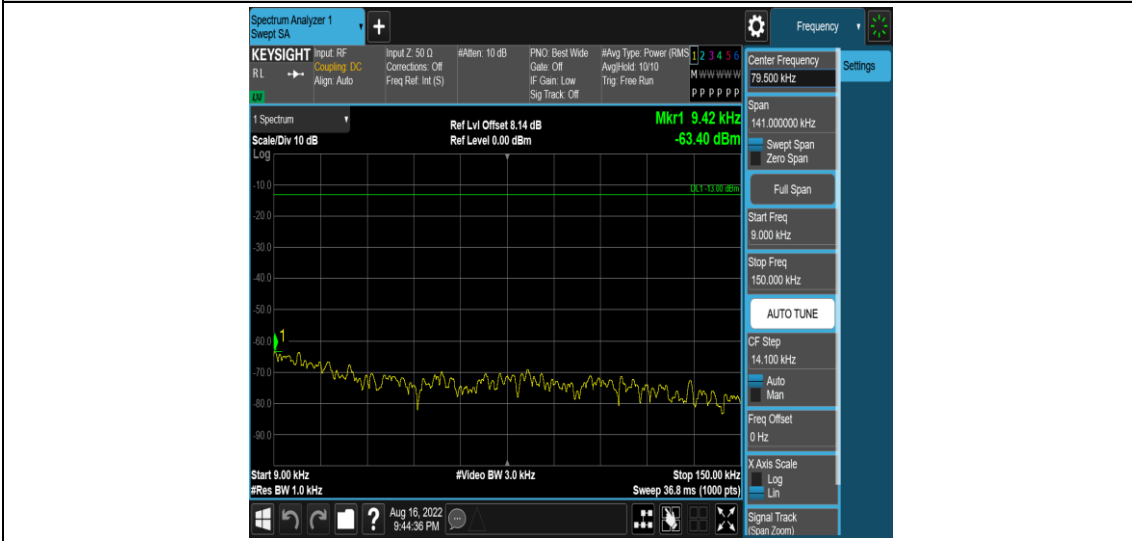 Spectrum Analyzer 1
Swept SA
+
Frequency
KEYSIGHT
RL
Input: RF
Coupling: DC
Align: Auto
Input Z: 50 Ω
Corrections: Off
Freq Ref: Int (S)
#Atten: 10 dB
PNO: Best Wide
Gate: Off
IF Gain: Low
Sig Track: Off
#Avg Type: Power (RMS
Avg|Hold: 10/10
Trig: Free Run
1 2 3 4 5 6
M W W W W W
P P P P P P
1 Spectrum
Scale/Div 10 dB
Log
Ref Lvl Offset 8.14 dB
Ref Level 0.00 dBm
Mkr1 9.42 kHz
-63.40 dBm
DL1 -13.00 dBm
-10.0
-20.0
-30.0
-40.0
-50.0
-60.0
-70.0
-80.0
-90.0
1
Start 9.00 kHz
#Res BW 1.0 kHz
#Video BW 3.0 kHz
Stop 150.00 kHz
Sweep 36.8 ms (1000 pts)
Center Frequency
79.500 kHz
Span
141.000000 kHz
Swept Span
Zero Span
Full Span
Start Freq
9.000 kHz
Stop Freq
150.000 kHz
AUTO TUNE
CF Step
14.100 kHz
Auto
Man
Freq Offset
0 Hz
X Axis Scale
Log
Lin
Signal Track
(Span Zoom)
Settings
?
Aug 16, 2022
9:44:36 PM